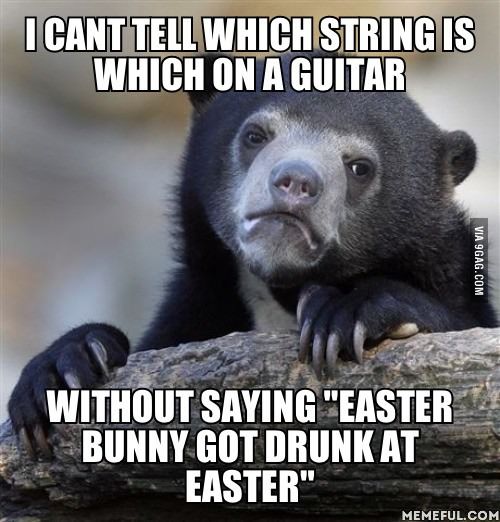 I CANT TELL WHICH STRING IS
WHICH ON A GUITAR
VIA 9GAG.COM
WITHOUT SAYING "EASTER
BUNNY GOT DRUNK AT
EASTER"
MEMEFUL.COM